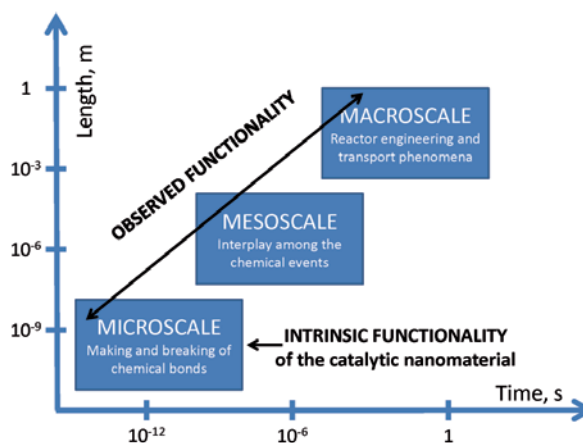 Length, m
1
10-3
10-6
10-9
OBSERVED FUNCTIONALITY
MACROSCALE
Reactor engineering and
transport phenomena
MESOSCALE
Interplay among the
chemical events
MICROSCALE
Making and breaking of
chemical bonds
INTRINSIC FUNCTIONALITY
of the catalytic nanomaterial
Time, s
10-12
10-6
1